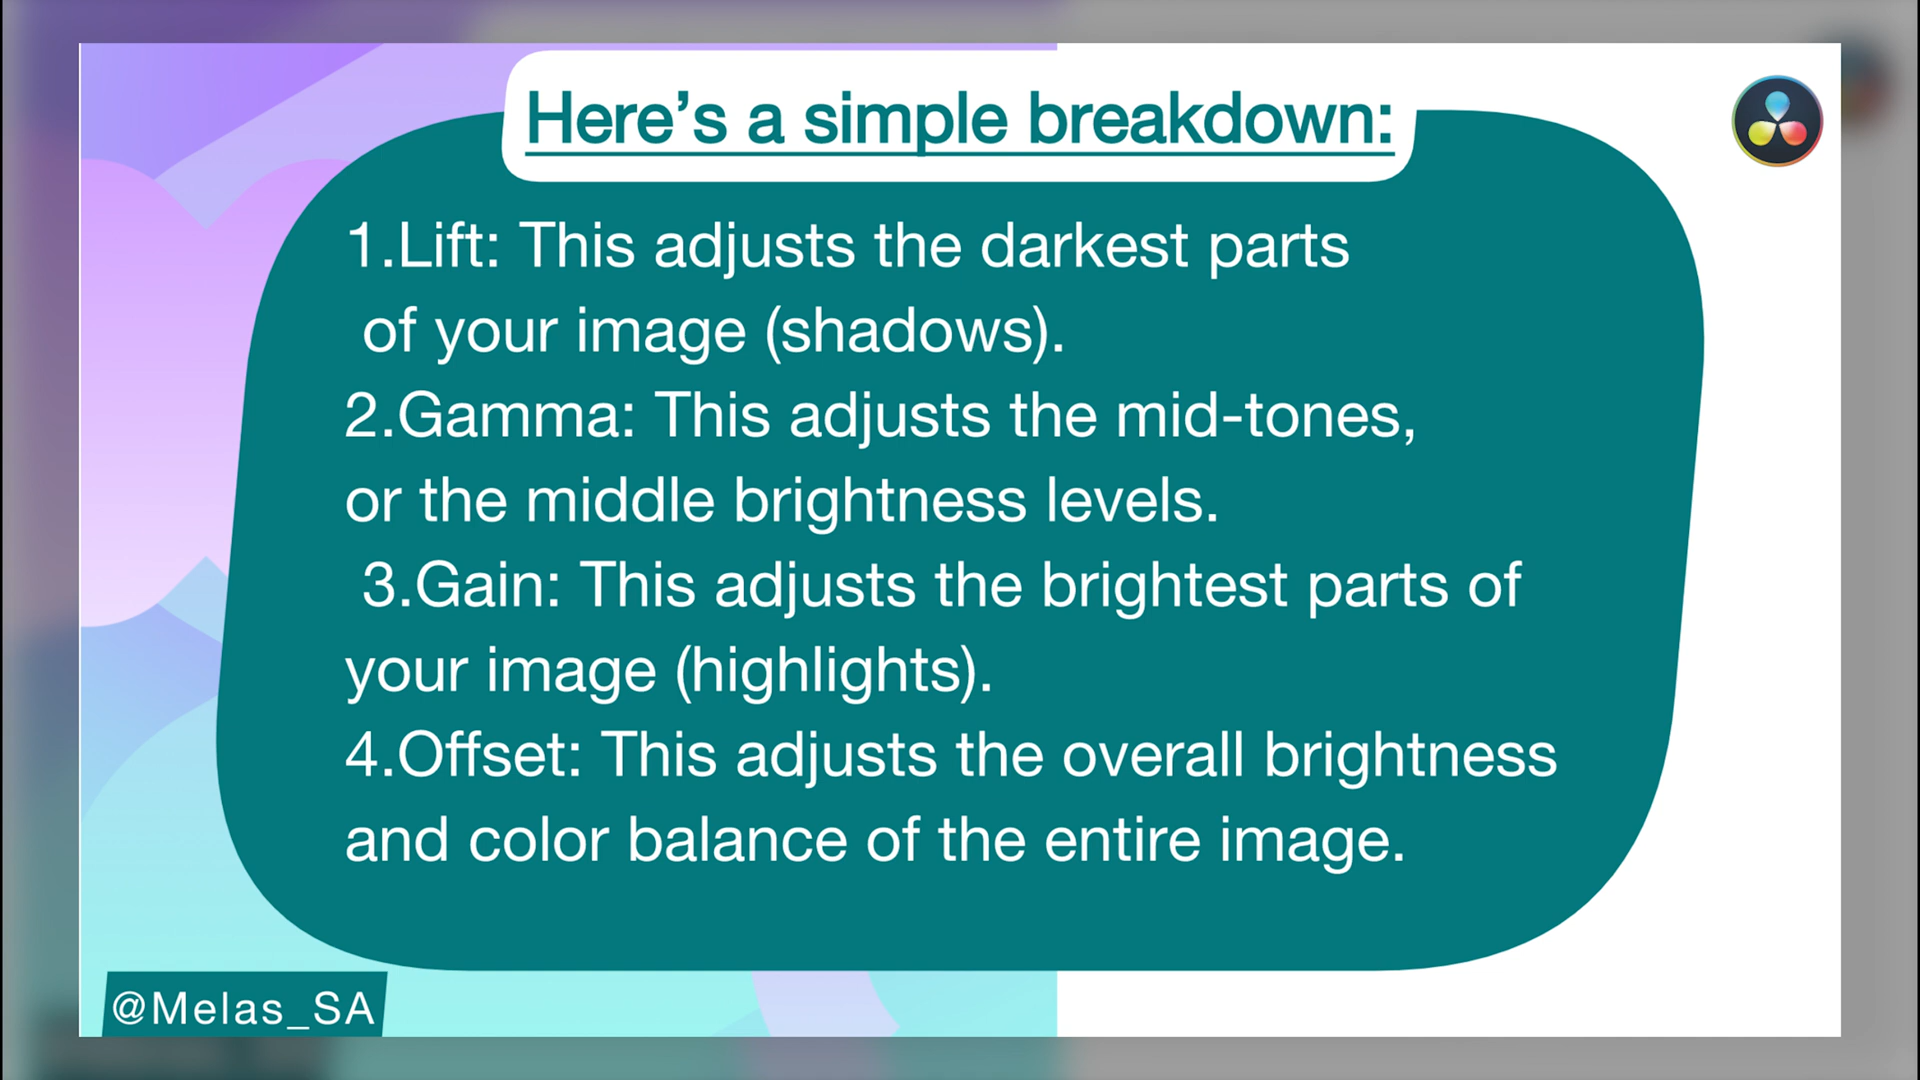 Here’s a simple breakdown:
1.Lift: This adjusts the darkest parts
of your image (shadows).
2.Gamma: This adjusts the mid-tones,
or the middle brightness levels.
3.Gain: This adjusts the brightest parts of
your image (highlights).
4.Offset: This adjusts the overall brightness
and color balance of the entire image.
@Melas_SA